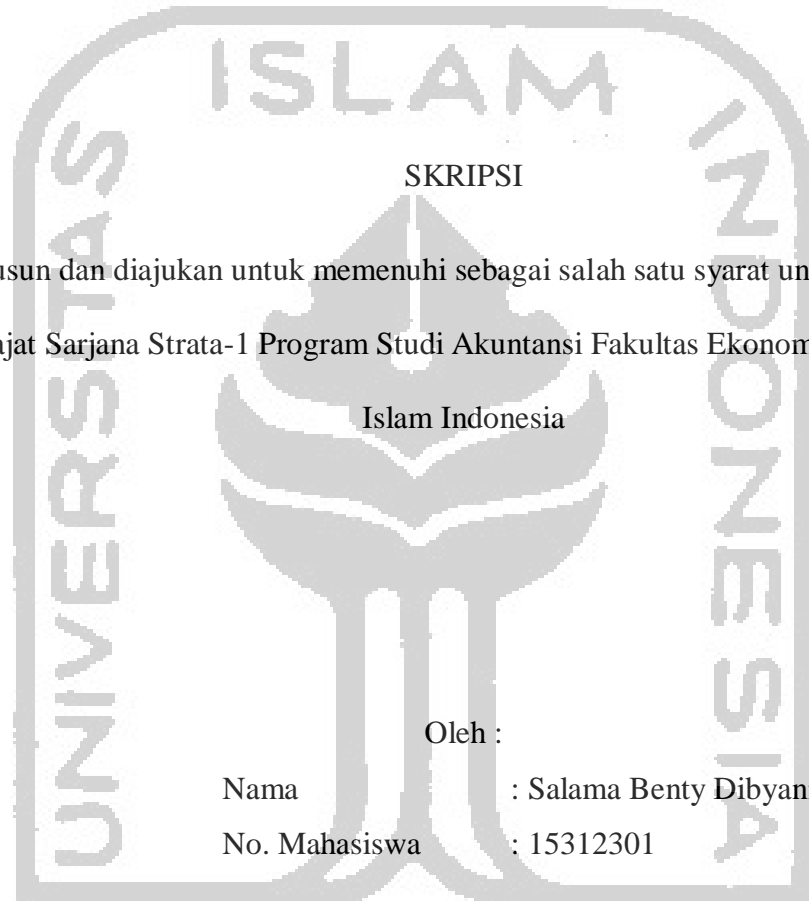 ISLAM
UNIVERSITAS
INDONESIA
SKRIPSI
usun dan diajukan untuk memenuhi sebagai salah satu syarat un
ajat Sarjana Strata-1 Program Studi Akuntansi Fakultas Ekonom
Islam Indonesia
Oleh :
Nama : Salama Benty Dibyan
No. Mahasiswa : 15312301